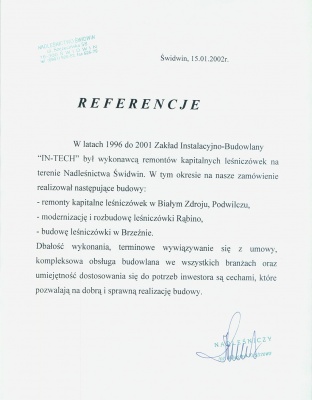 NADLEŚNICTWO ŚWIDWIN
Świdwin, 15.01.2002r.
REFERENCJE
W latach 1996 do 2001 Zakład Instalacyjno-Budowlany
“IN-TECH” był wykonawcą remontów kapitalnych leśniczówek na
terenie Nadleśnictwa Świdwin. W tym okresie na nasze zamówienie
realizował następujące budowy:
- remonty kapitalne leśniczówek w Białym Zdroju, Podwilczu,
- modernizację i rozbudowę leśniczówki Rąbino,
- budowę leśniczówki w Brzeźnie.
Dbałość wykonania, terminowe wywiązywanie się z umowy,
kompleksowa obsługa budowlana we wszystkich branżach oraz
umiejętność dostosowania się do potrzeb inwestora są cechami, które
pozwalają na dobrą i sprawną realizację budowy.
NADLEŚNICZY